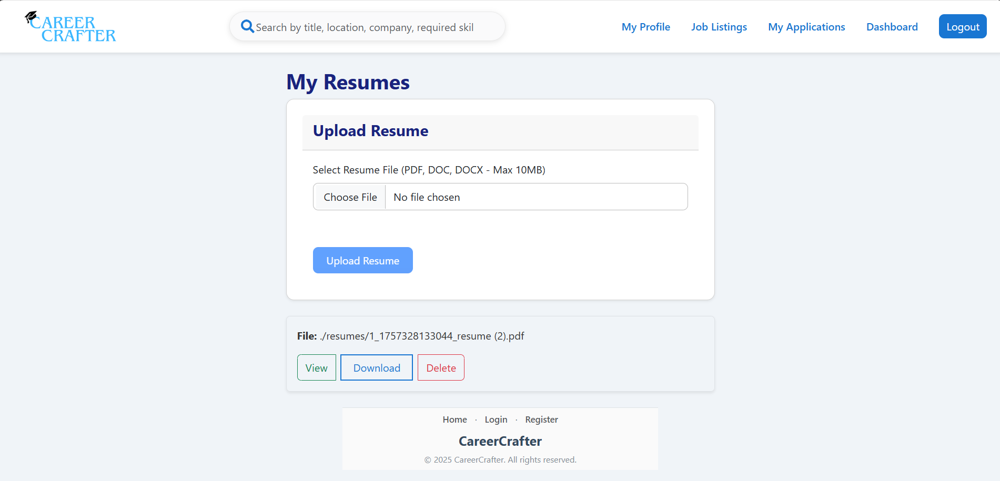 CAREER
CRAFTER
Search by title, location, company, required skil
My Profile
Job Listings
My Applications
Dashboard
Logout
My Resumes
Upload Resume
Select Resume File (PDF, DOC, DOCX - Max 10MB)
Choose File
No file chosen
Upload Resume
File: ./resumes/1_1757328133044_resume (2).pdf
View
Download
Delete
Home · Login · Register
CareerCrafter
© 2025 CareerCrafter. All rights reserved.